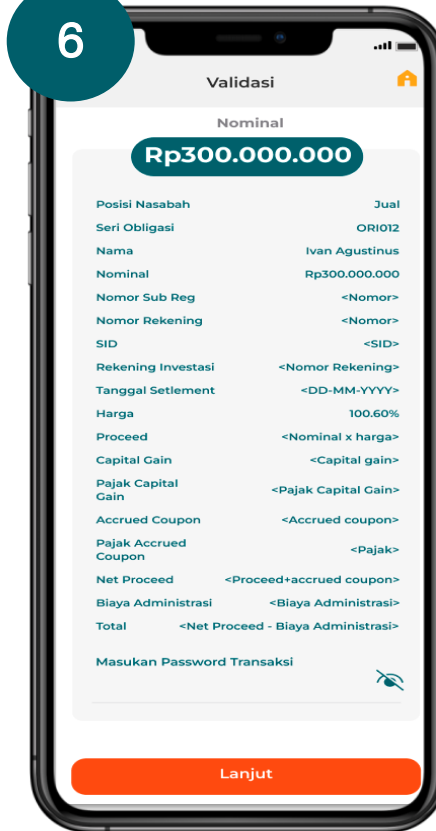 6
Validasi
Nominal
Rp300.000.000
Posisi Nasabah Jual
Seri Obligasi ORI012
Nama Ivan Agustinus
Nominal Rp300.000.000
Nomor Sub Reg <Nomor>
Nomor Rekening <Nomor>
SID <SID>
Rekening Investasi <Nomor Rekening>
Tanggal Setlement <DD-MM-YYYY>
Harga 100.60%
Proceed <Nominal x harga>
Capital Gain <Capital gain>
Pajak Capital
Gain <Pajak Capital Gain>
Accrued Coupon <Accrued coupon>
Pajak Accrued
Coupon <Pajak>
Net Proceed <Proceed+accrued coupon>
Biaya Administrasi <Biaya Administrasi>
Total <Net Proceed - Biaya Administrasi>
Masukan Password Transaksi
Lanjut